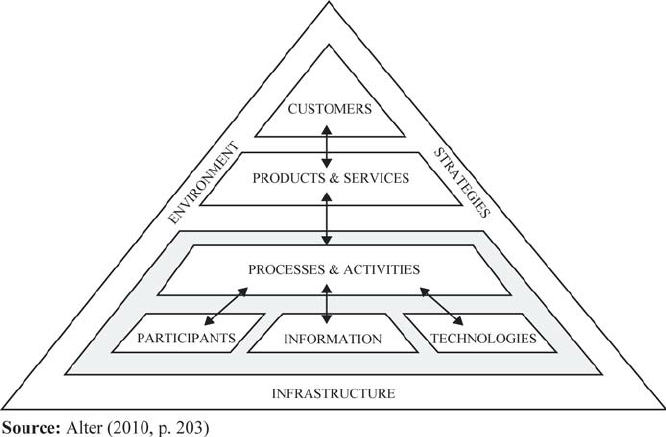 CUSTOMERS
ENVIRONMENT
STRATEGIES
PRODUCTS & SERVICES
PROCESSES & ACTIVITIES
PARTICIPANTS
INFORMATION
TECHNOLOGIES
INFRASTRUCTURE
Source: Alter (2010, p. 203)